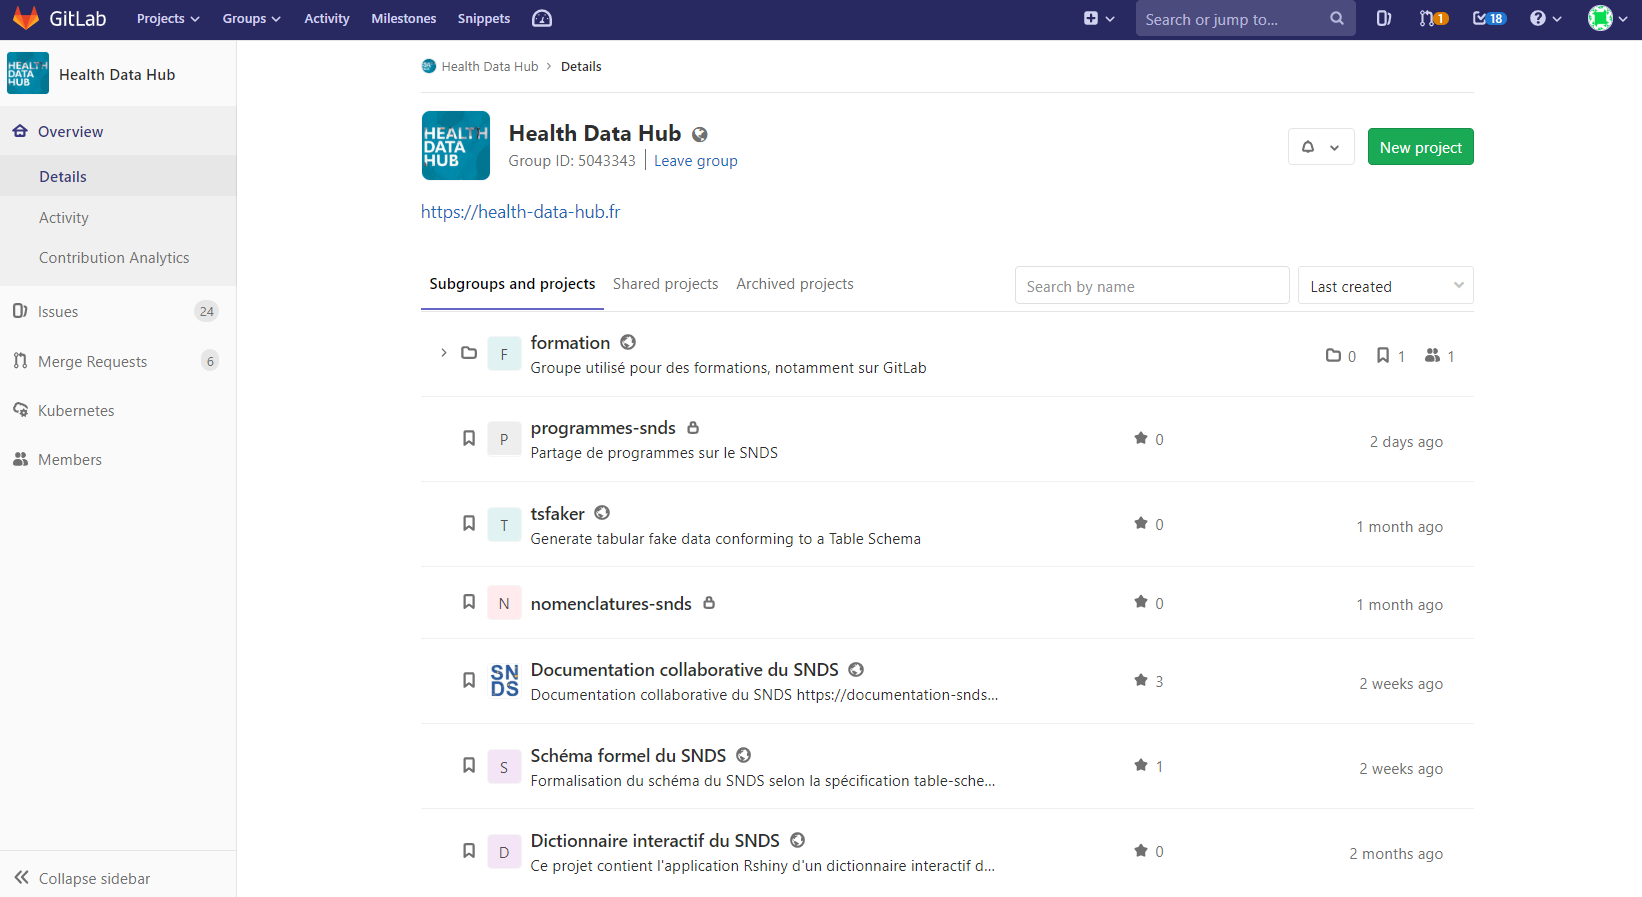 GitLab Projects Groups Activity Milestones Snippets Search or jump to... 1 18
HEALTH
DATA
HUB
Health Data Hub
Overview
Details
Activity
Contribution Analytics
Issues 24
Merge Requests 6
Kubernetes
Members
Collapse sidebar
Health Data Hub > Details
HEALTH
DATA
HUB
Health Data Hub
Group ID: 5043343 | Leave group
New project
https://health-data-hub.fr
Subgroups and projects Shared projects Archived projects Search by name Last created
F formation
Groupe utilisé pour des formations, notamment sur GitLab
0 1 1
P programmes-snds
Partage de programmes sur le SNDS
0 2 days ago
T tsfaker
Generate tabular fake data conforming to a Table Schema
0 1 month ago
N nomenclatures-snds 0 1 month ago
SN
DS
Documentation collaborative du SNDS
Documentation collaborative du SNDS https://documentation-snds...
3 2 weeks ago
S Schéma formel du SNDS
Formalisation du schéma du SNDS selon la spécification table-sche...
1 2 weeks ago
D Dictionnaire interactif du SNDS
Ce projet contient l'application Rshiny d'un dictionnaire interactif d...
0 2 months ago